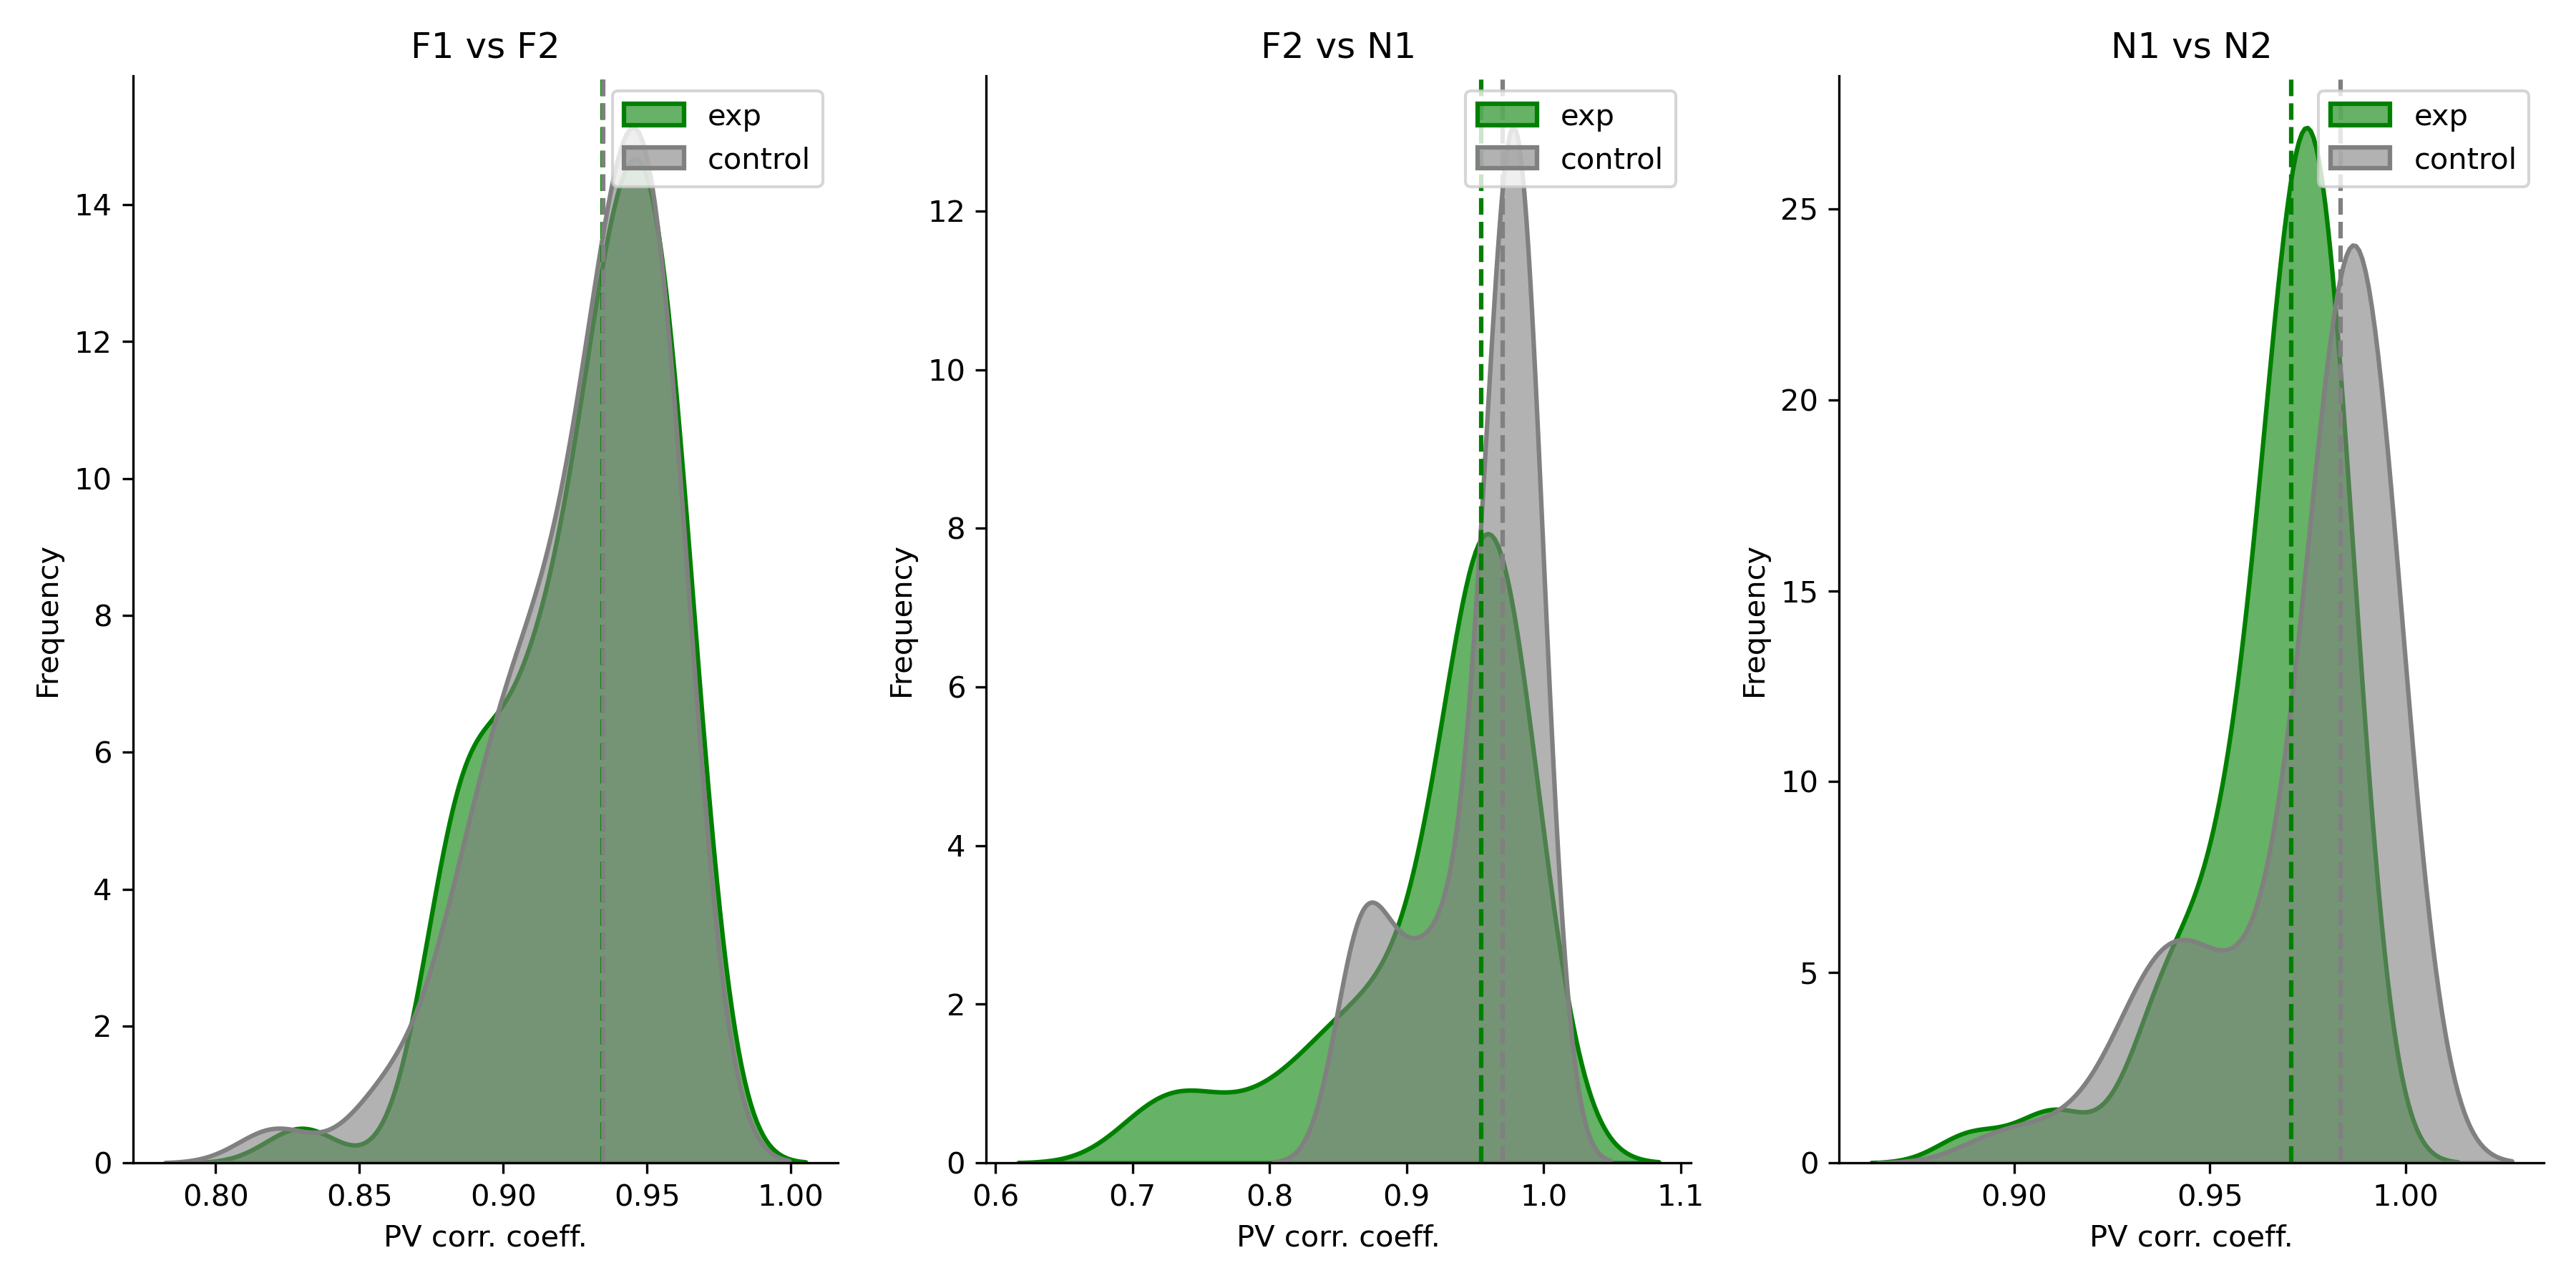 F1 vs F2
exp
control
14
12
10
8
6
4
2
0
Frequency
0.80 0.85 0.90 0.95 1.00
PV corr. coeff.
F2 vs N1
exp
control
12
10
8
6
4
2
0
Frequency
0.6 0.7 0.8 0.9 1.0 1.1
PV corr. coeff.
N1 vs N2
exp
control
25
20
15
10
5
0
Frequency
0.90 0.95 1.00
PV corr. coeff.